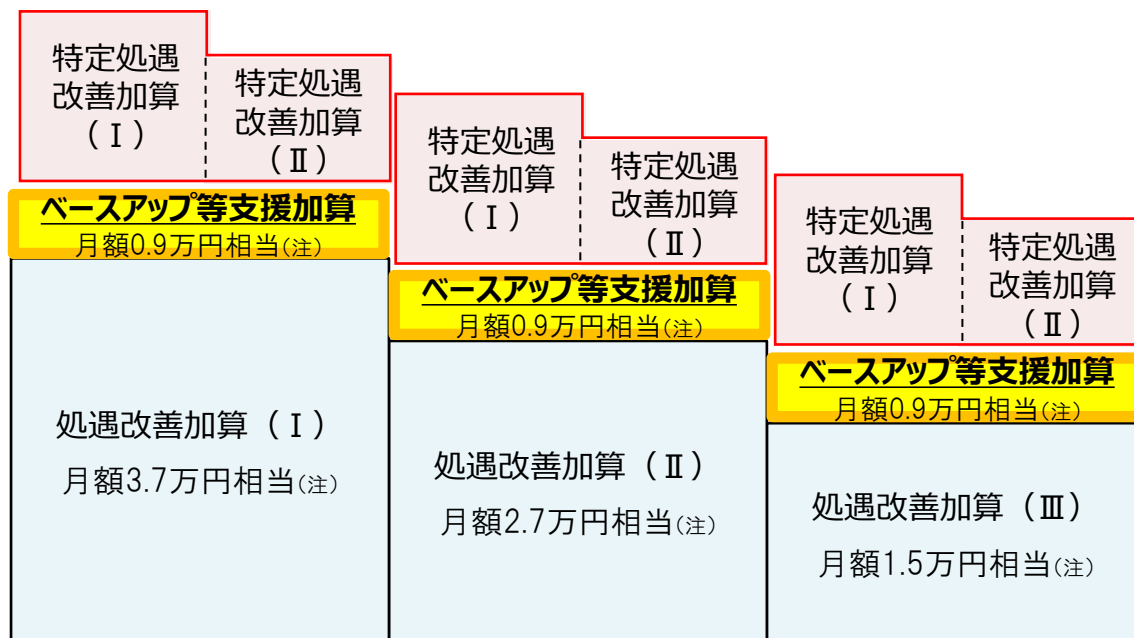 特定処遇
改善加算
（Ⅰ）
特定処遇
改善加算
（Ⅱ）
ベースアップ等支援加算
月額0.9万円相当(注)
処遇改善加算（Ⅰ）
月額3.7万円相当(注)
特定処遇
改善加算
（Ⅰ）
特定処遇
改善加算
（Ⅱ）
ベースアップ等支援加算
月額0.9万円相当(注)
処遇改善加算（Ⅱ）
月額2.7万円相当(注)
特定処遇
改善加算
（Ⅰ）
特定処遇
改善加算
（Ⅱ）
ベースアップ等支援加算
月額0.9万円相当(注)
処遇改善加算（Ⅲ）
月額1.5万円相当(注)